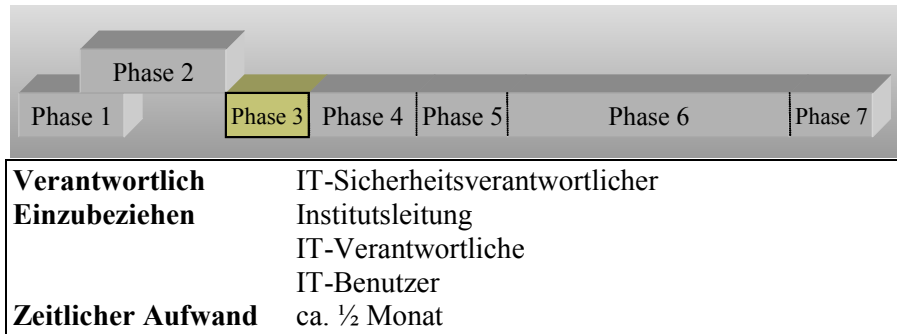 Phase 2
Phase 1 Phase 3 Phase 4 Phase 5 Phase 6 Phase 7
Verantwortlich IT-Sicherheitsverantwortlicher
Einzubeziehen Institutsleitung
IT-Verantwortliche
IT-Benutzer
Zeitlicher Aufwand ca. ½ Monat